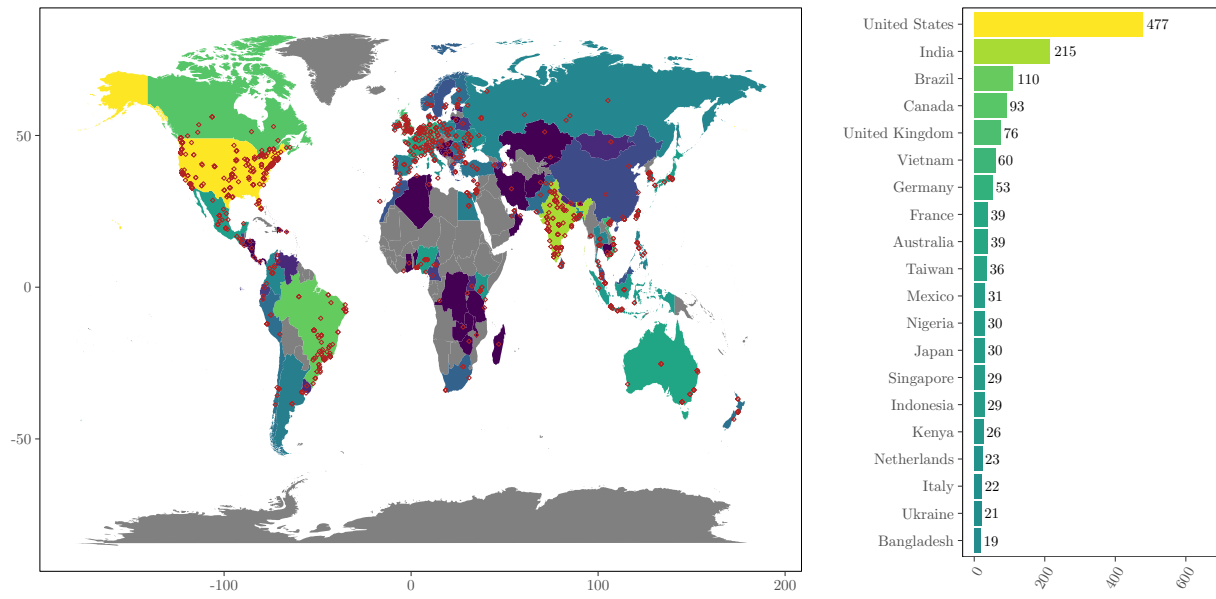 50
0
-50
-100
0
100
200
United States 477
India 215
Brazil 110
Canada 93
United Kingdom 76
Vietnam 60
Germany 53
France 39
Australia 39
Taiwan 36
Mexico 31
Nigeria 30
Japan 30
Singapore 29
Indonesia 29
Kenya 26
Netherlands 23
Italy 22
Ukraine 21
Bangladesh 19
0
200
400
600